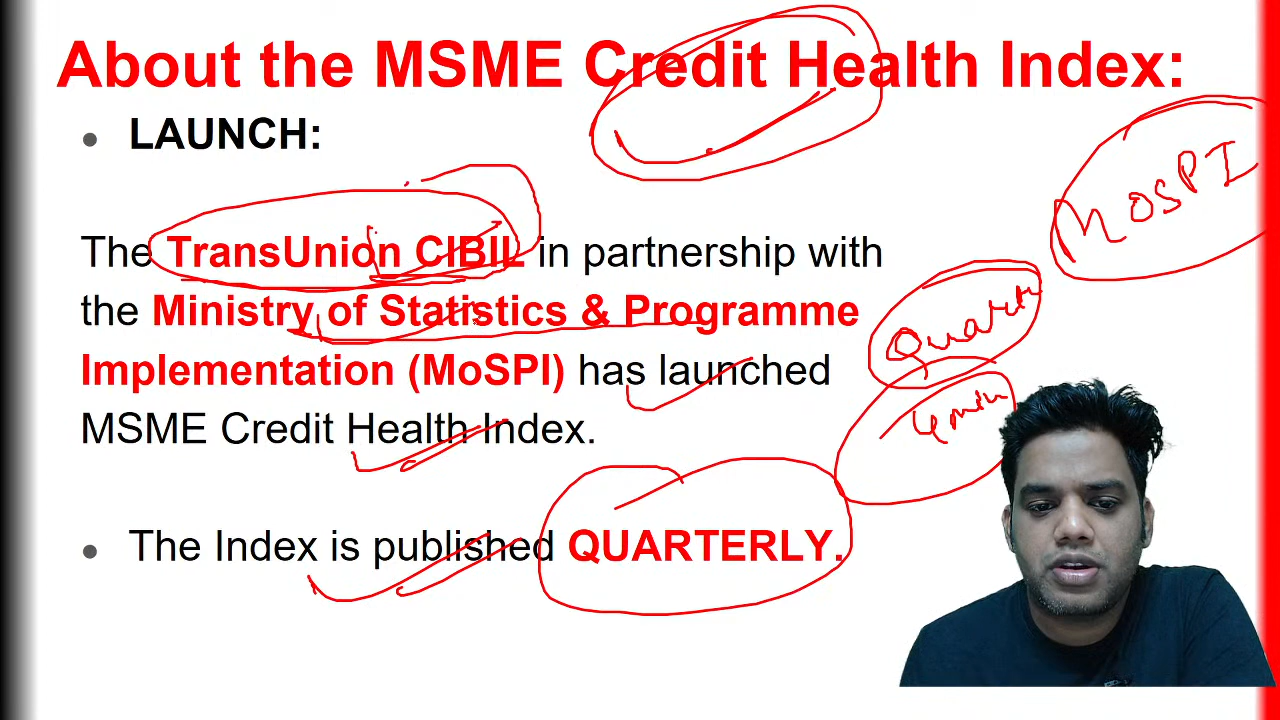 About the MSME Credit Health Index:
• LAUNCH:
MoSPI
The TransUnion CIBIL in partnership with
the Ministry of Statistics & Programme
Implementation (MoSPI) has launched
MSME Credit Health Index.
• The Index is published QUARTERLY.